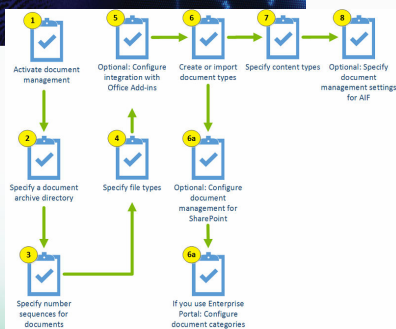 1
Activate document
management
2
Specify a document
archive directory
3
Specify number
sequences for
documents
4
Specify file types
5
Optional: Configure
integration with
Office Add-ins
6
Create or import
document types
6a
Optional: Configure
document
management for
SharePoint
6a
If you use Enterprise
Portal: Configure
document categories
7
Specify content types
8
Optional: Specify
document
management settings
for AIF